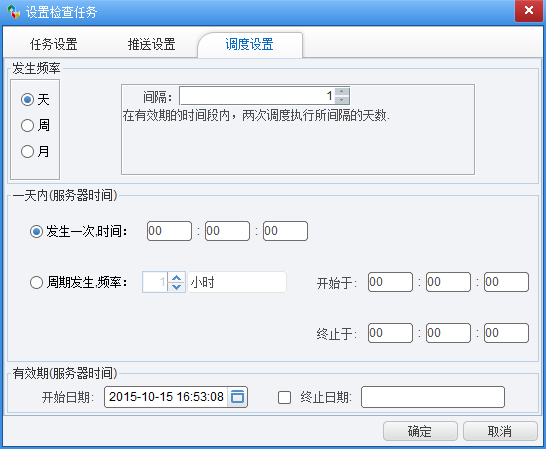 设置检查任务
任务设置 推送设置 调度设置
发生频率
天
周
月
间隔： 1
在有效期的时间段内，两次调度执行所间隔的天数.
一天内(服务器时间)
发生一次,时间： 00 : 00 : 00
周期发生,频率： 1 小时 开始于: 00 : 00 : 00
终止于: 00 : 00 : 00
有效期(服务器时间)
开始日期: 2015-10-15 16:53:08 终止日期:
确定 取消